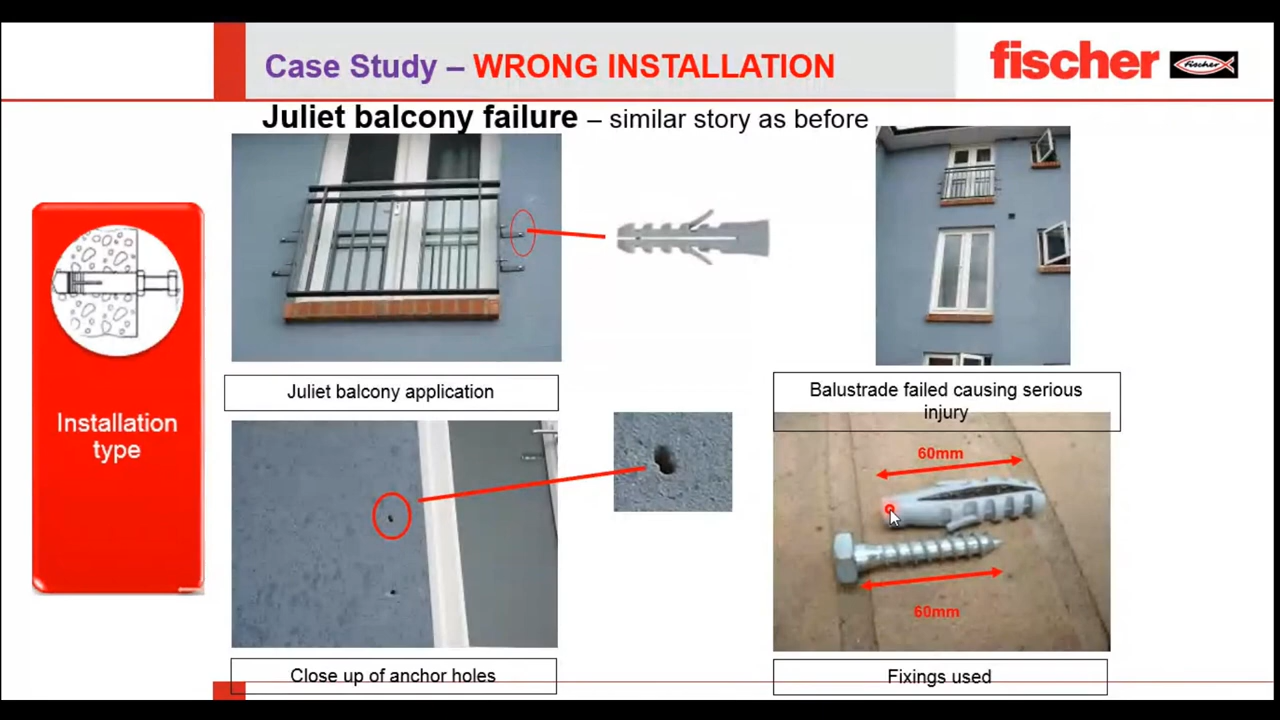 Case Study – WRONG INSTALLATION
fischer
fischer
Juliet balcony failure – similar story as before
Installation
type
Juliet balcony application
Balustrade failed causing serious
injury
60mm
60mm
Close up of anchor holes
Fixings used